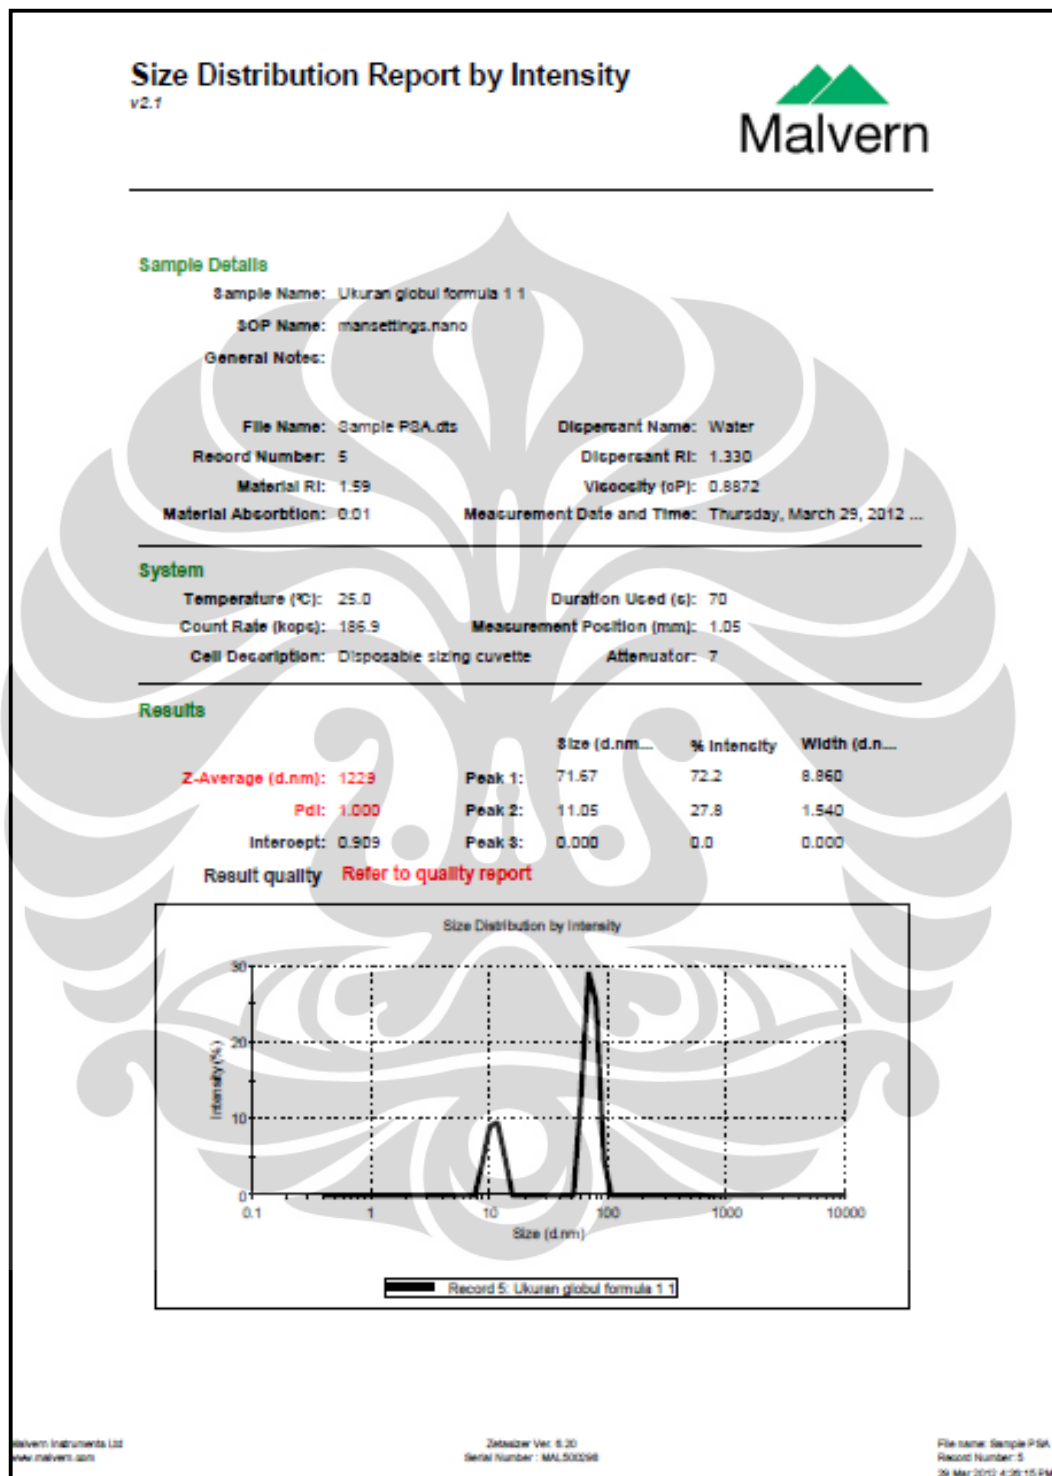 Size Distribution Report by Intensity
v2.1
Malvern
Sample Details
Sample Name: Ukuran globul formula 1 1
SOP Name: mansettings.nano
General Notes:
File Name: Sample PSA.dts Dispersant Name: Water
Record Number: 5 Dispersant RI: 1.330
Material RI: 1.59 Viscosity (cP): 0.8872
Material Absorbtion: 0.01 Measurement Date and Time: Thursday, March 29, 2012 ...
System
Temperature (ºC): 25.0 Duration Used (s): 70
Count Rate (kcps): 186.9 Measurement Position (mm): 1.05
Cell Description: Disposable sizing cuvette Attenuator: 7
Results
Size (d.nm... % Intensity Width (d.n...
Z-Average (d.nm): 1229 Peak 1: 71.67 72.2 8.860
PdI: 1.000 Peak 2: 11.05 27.8 1.540
Intercept: 0.909 Peak 3: 0.000 0.0 0.000
Result quality Refer to quality report
Size Distribution by Intensity
Intensity (%)
30
20
10
0
0.1 1 10 100 1000 10000
Size (d.nm)
Record 5: Ukuran globul formula 1 1
Malvern Instruments Ltd
www.malvern.com
Zetasizer Ver. 6.20
Serial Number : MAL500298
File name: Sample PSA
Record Number: 5
29 Mar 2012 4:26:15 PM